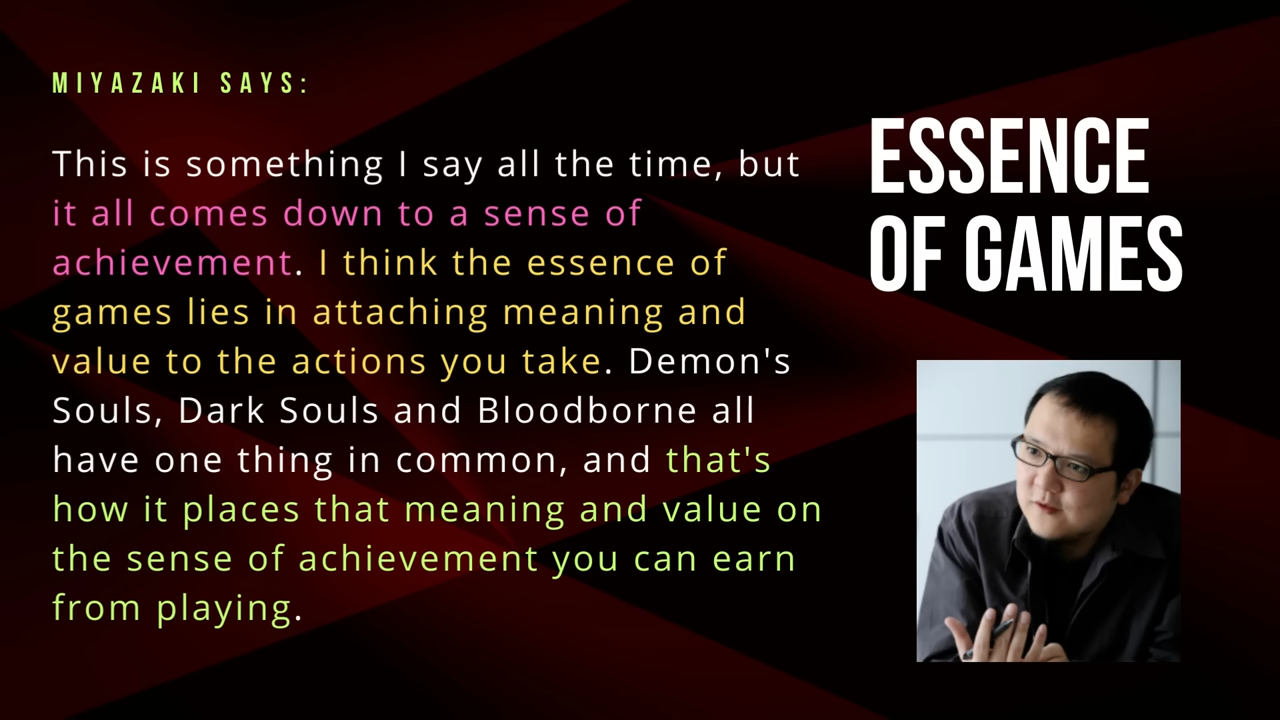 MIYAZAKI SAYS:
This is something I say all the time, but
it all comes down to a sense of
achievement. I think the essence of
games lies in attaching meaning and
value to the actions you take. Demon's
Souls, Dark Souls and Bloodborne all
have one thing in common, and that's
how it places that meaning and value on
the sense of achievement you can earn
from playing.
ESSENCE
OF GAMES